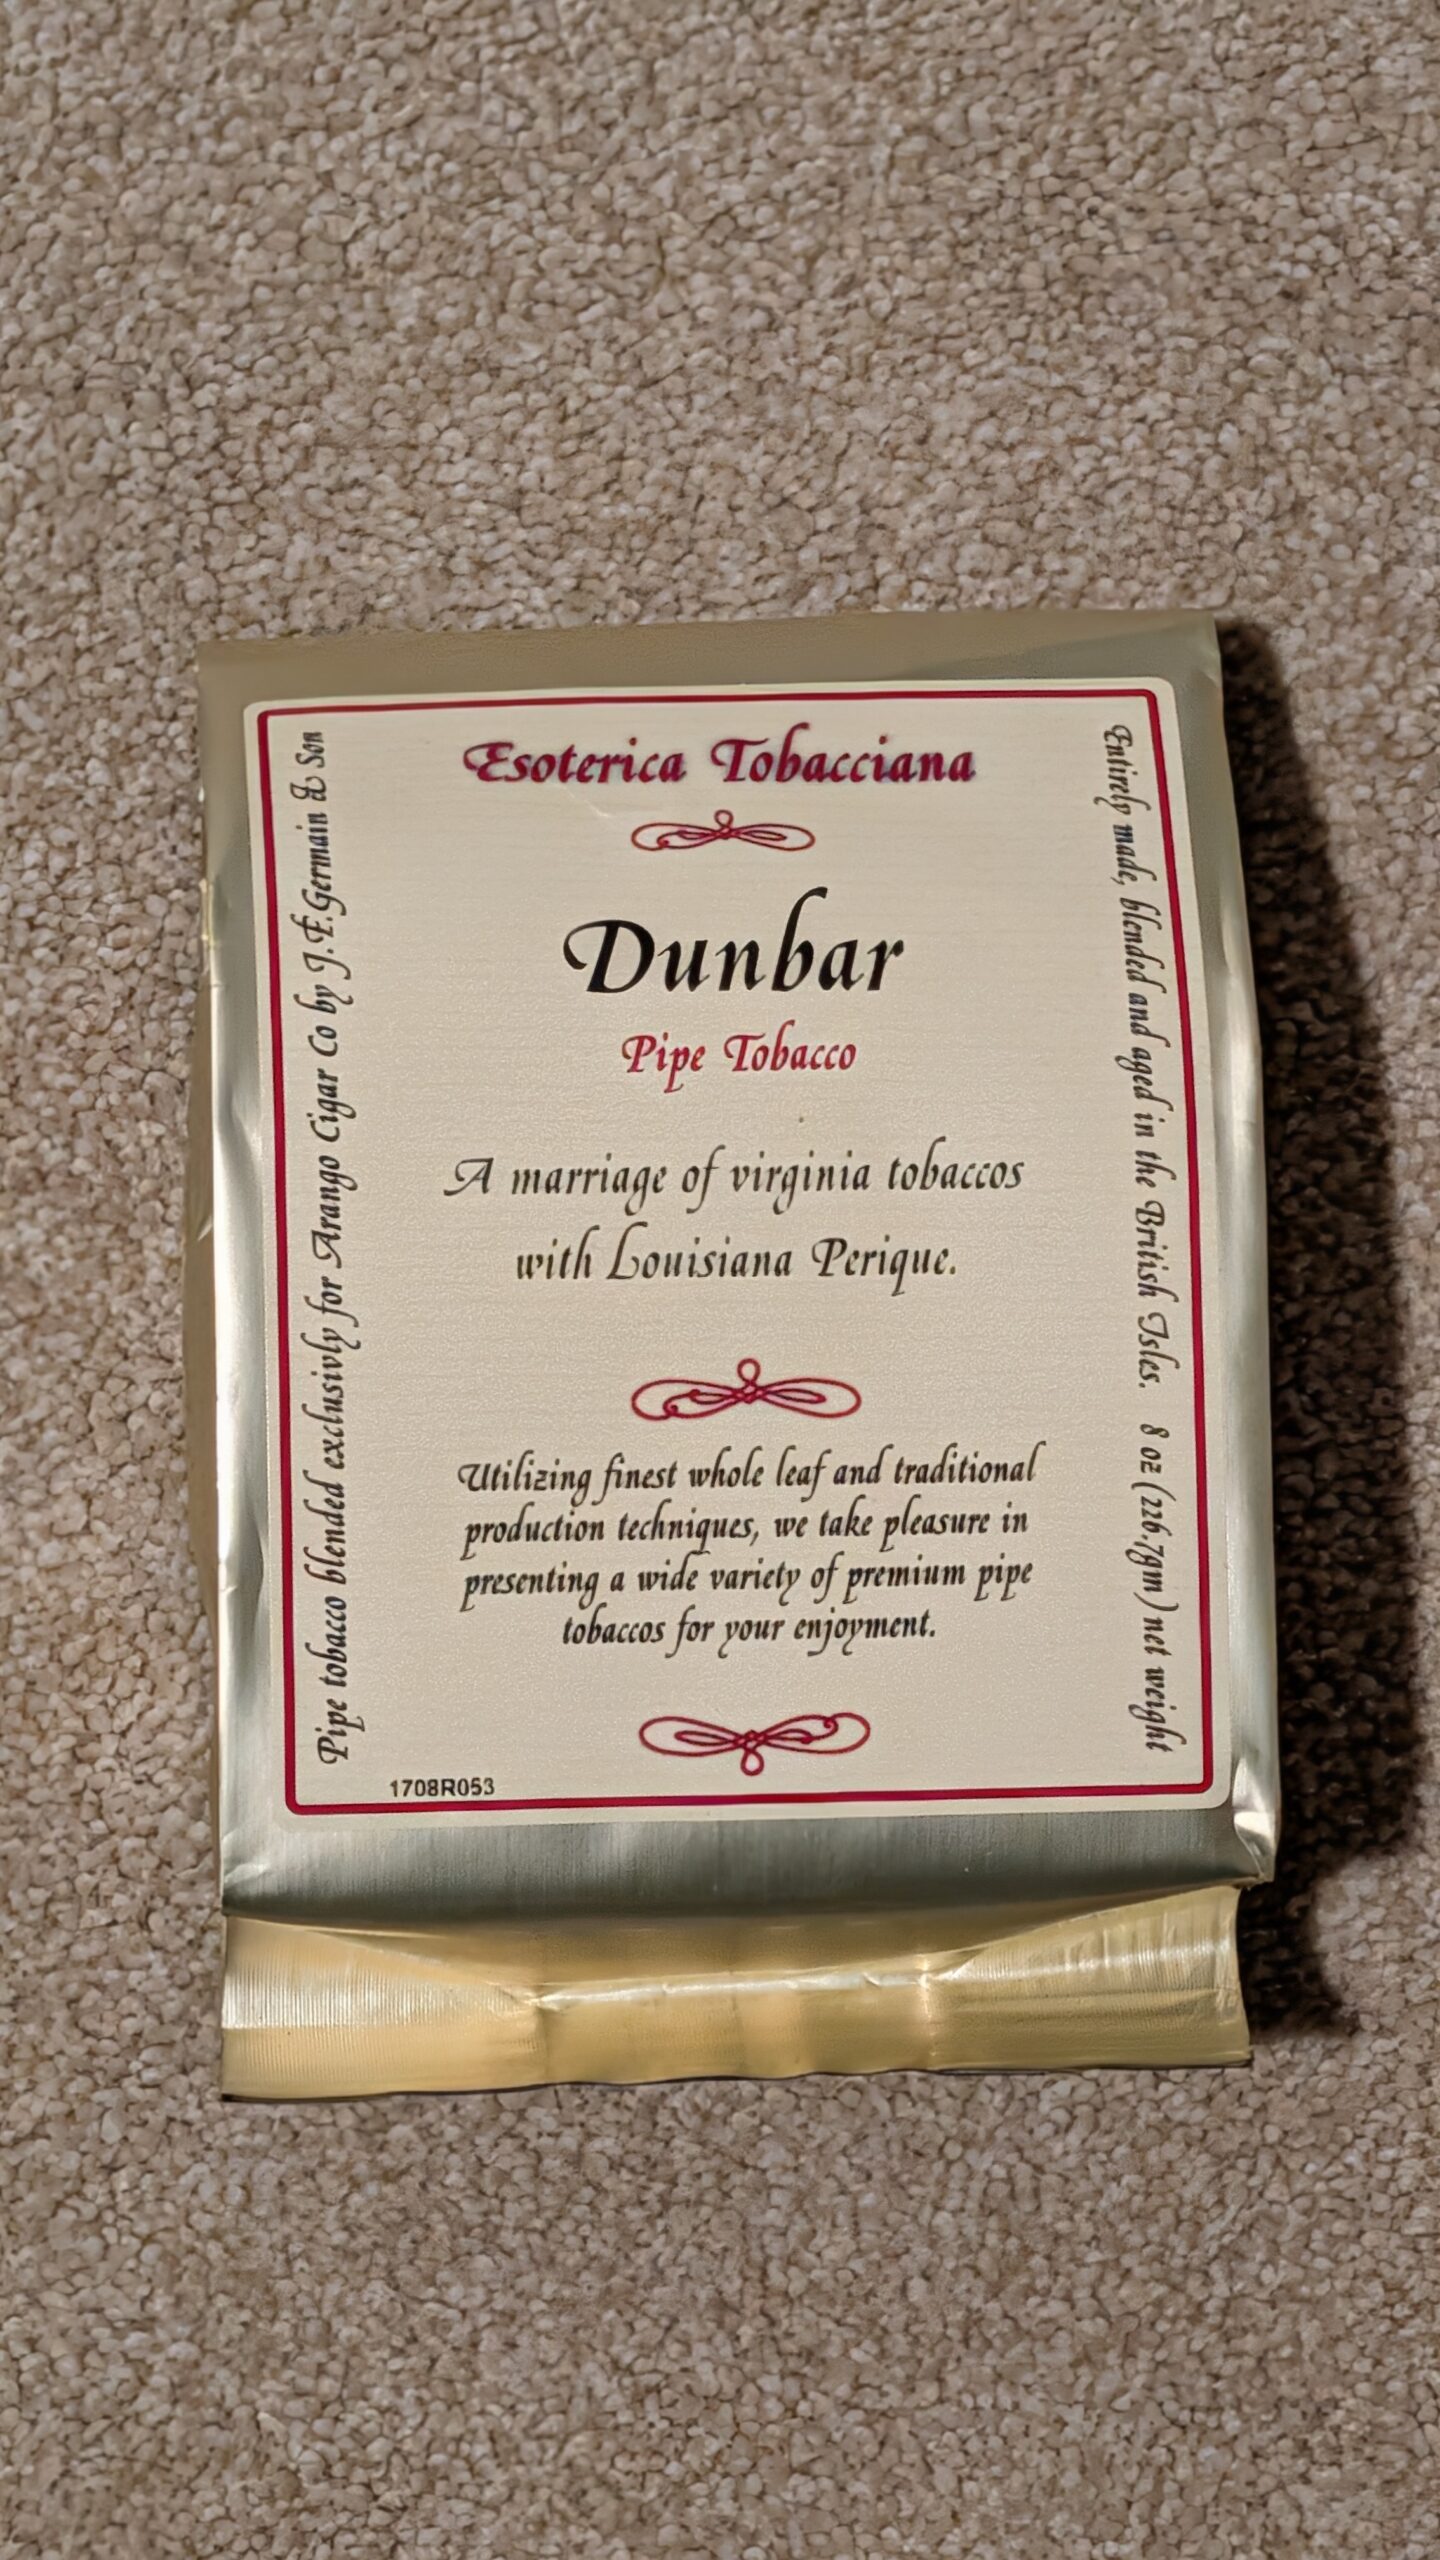 Esoterica Tobacciana
Dunbar
Pipe Tobacco
A marriage of virginia tobaccos
with Louisiana Perique.
Utilizing finest whole leaf and traditional
production techniques, we take pleasure in
presenting a wide variety of premium pipe
tobaccos for your enjoyment.
1708R053
Pipe tobacco blended exclusivly for Arango Cigar Co by J.F.Germain & Son
Entirely made, blended and aged in the British Isles. 8 oz (226.7gm) net weight